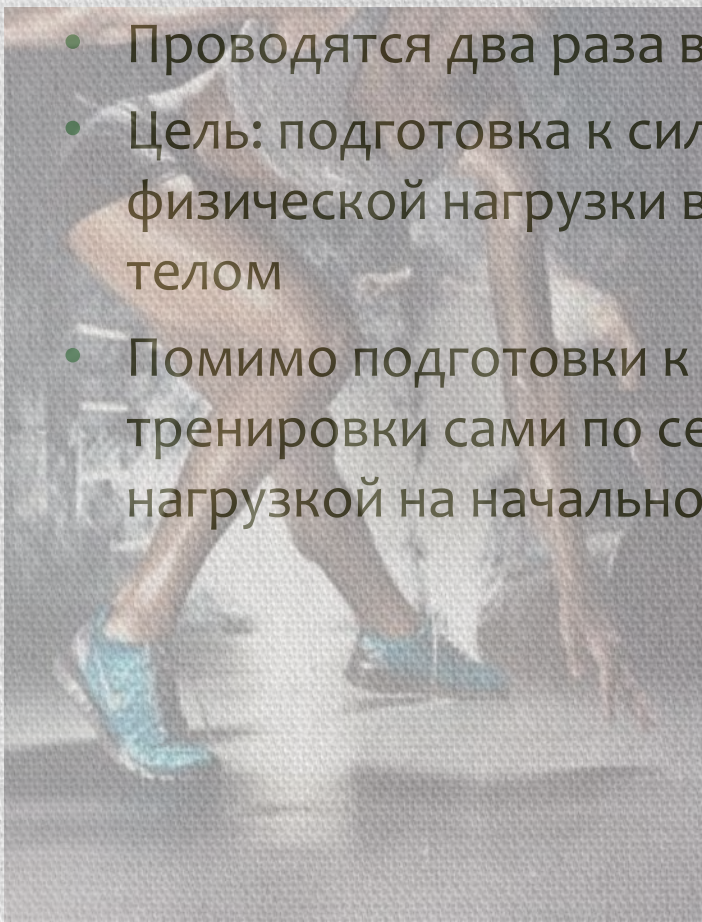 • Проводятся два раза в
• Цель: подготовка к сил
физической нагрузки в
телом
• Помимо подготовки к
тренировки сами по се
нагрузкой на начально